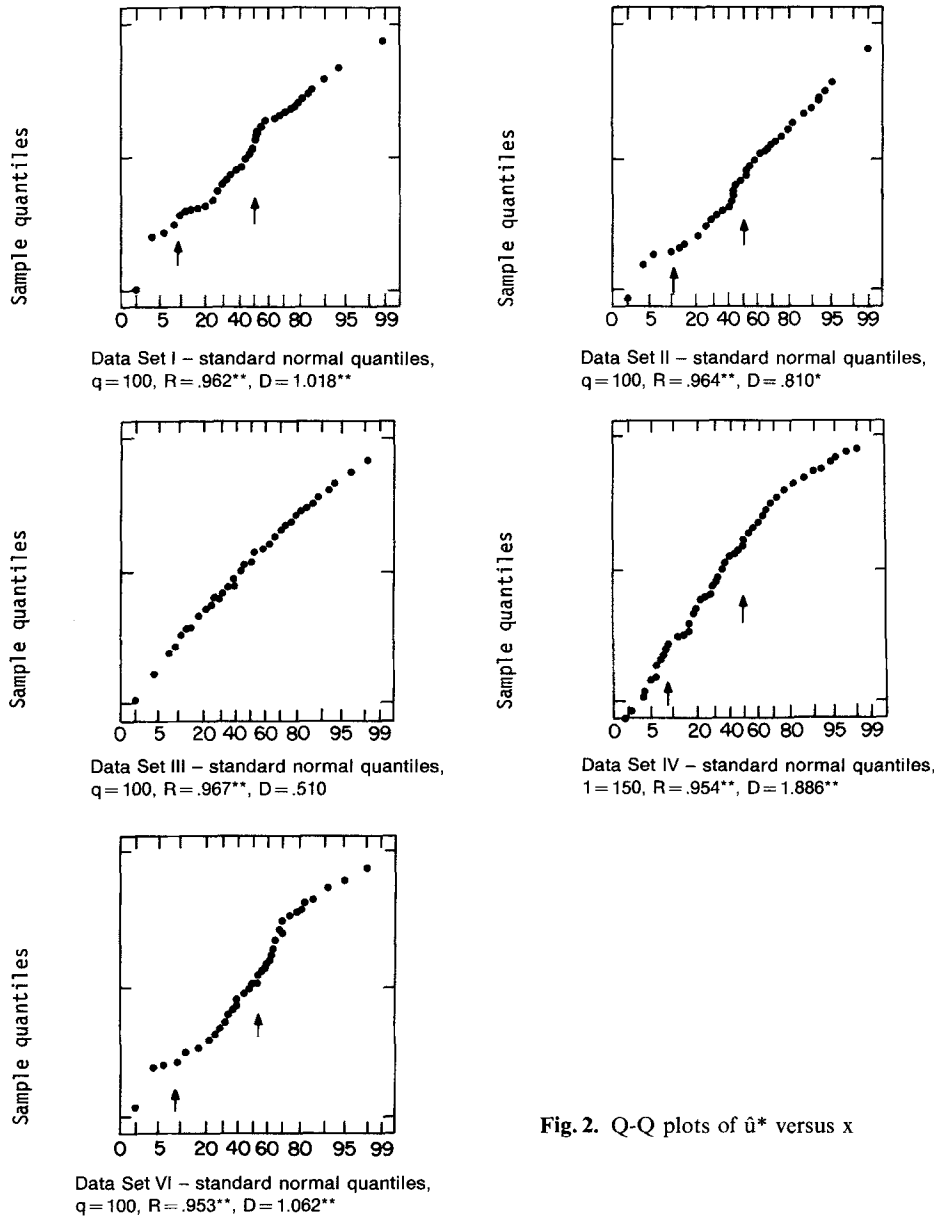 Sample quantiles
0 5 20 40 60 80 95 99
Data Set I – standard normal quantiles,
q=100, R=.962**, D=1.018**
Sample quantiles
0 5 20 40 60 80 95 99
Data Set II – standard normal quantiles,
q=100, R=.964**, D=.810*
Sample quantiles
0 5 20 40 60 80 95 99
Data Set III – standard normal quantiles,
q=100, R=.967**, D=.510
Sample quantiles
0 5 20 40 60 80 95 99
Data Set IV – standard normal quantiles,
1=150, R=.954**, D=1.886**
Sample quantiles
0 5 20 40 60 80 95 99
Data Set VI – standard normal quantiles,
q=100, R=.953**, D=1.062**
Fig. 2. Q-Q plots of û* versus x